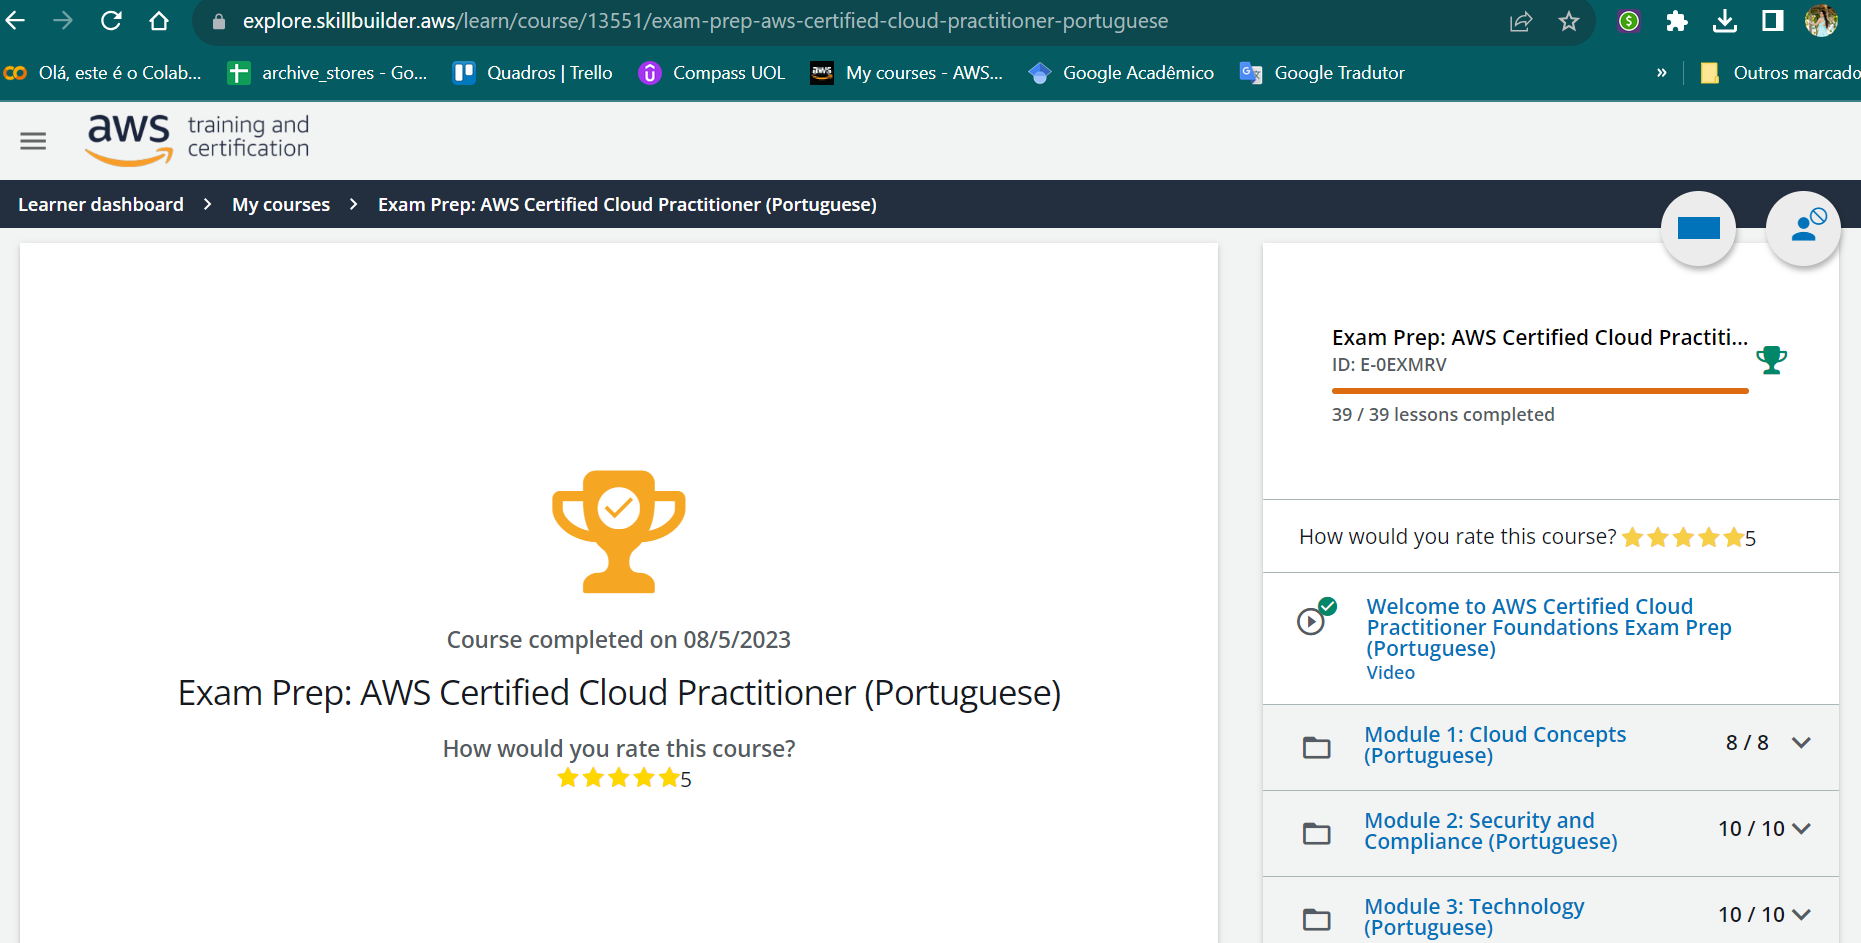 explore.skillbuilder.aws/learn/course/13551/exam-prep-aws-certified-cloud-practitioner-portuguese
Olá, este é o Colab...
archive_stores - Go...
Quadros | Trello
Compass UOL
aws
My courses - AWS...
Google Acadêmico
Google Tradutor
»
Outros marcado
aws training and
certification
Learner dashboard > My courses > Exam Prep: AWS Certified Cloud Practitioner (Portuguese)
Course completed on 08/5/2023
Exam Prep: AWS Certified Cloud Practitioner (Portuguese)
How would you rate this course?
5
Exam Prep: AWS Certified Cloud Practiti...
ID: E-0EXMRV
39 / 39 lessons completed
How would you rate this course? 5
Welcome to AWS Certified Cloud
Practitioner Foundations Exam Prep
(Portuguese)
Video
Module 1: Cloud Concepts
(Portuguese)
8 / 8
Module 2: Security and
Compliance (Portuguese)
10 / 10
Module 3: Technology
(Portuguese)
10 / 10